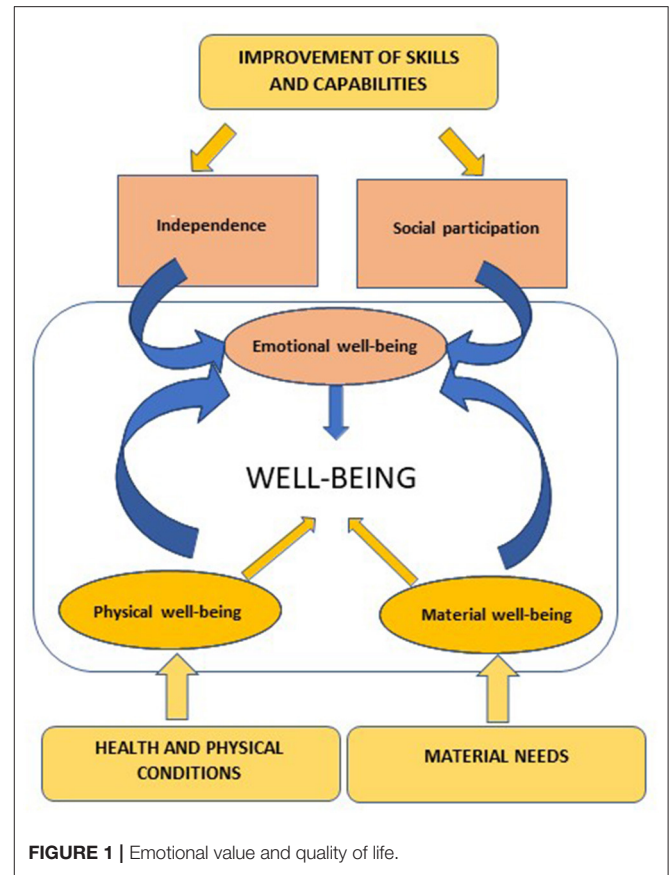 IMPROVEMENT OF SKILLS
AND CAPABILITIES
Independence
Social participation
Emotional well-being
WELL-BEING
Physical well-being
Material well-being
HEALTH AND PHYSICAL
CONDITIONS
MATERIAL NEEDS
FIGURE 1 | Emotional value and quality of life.